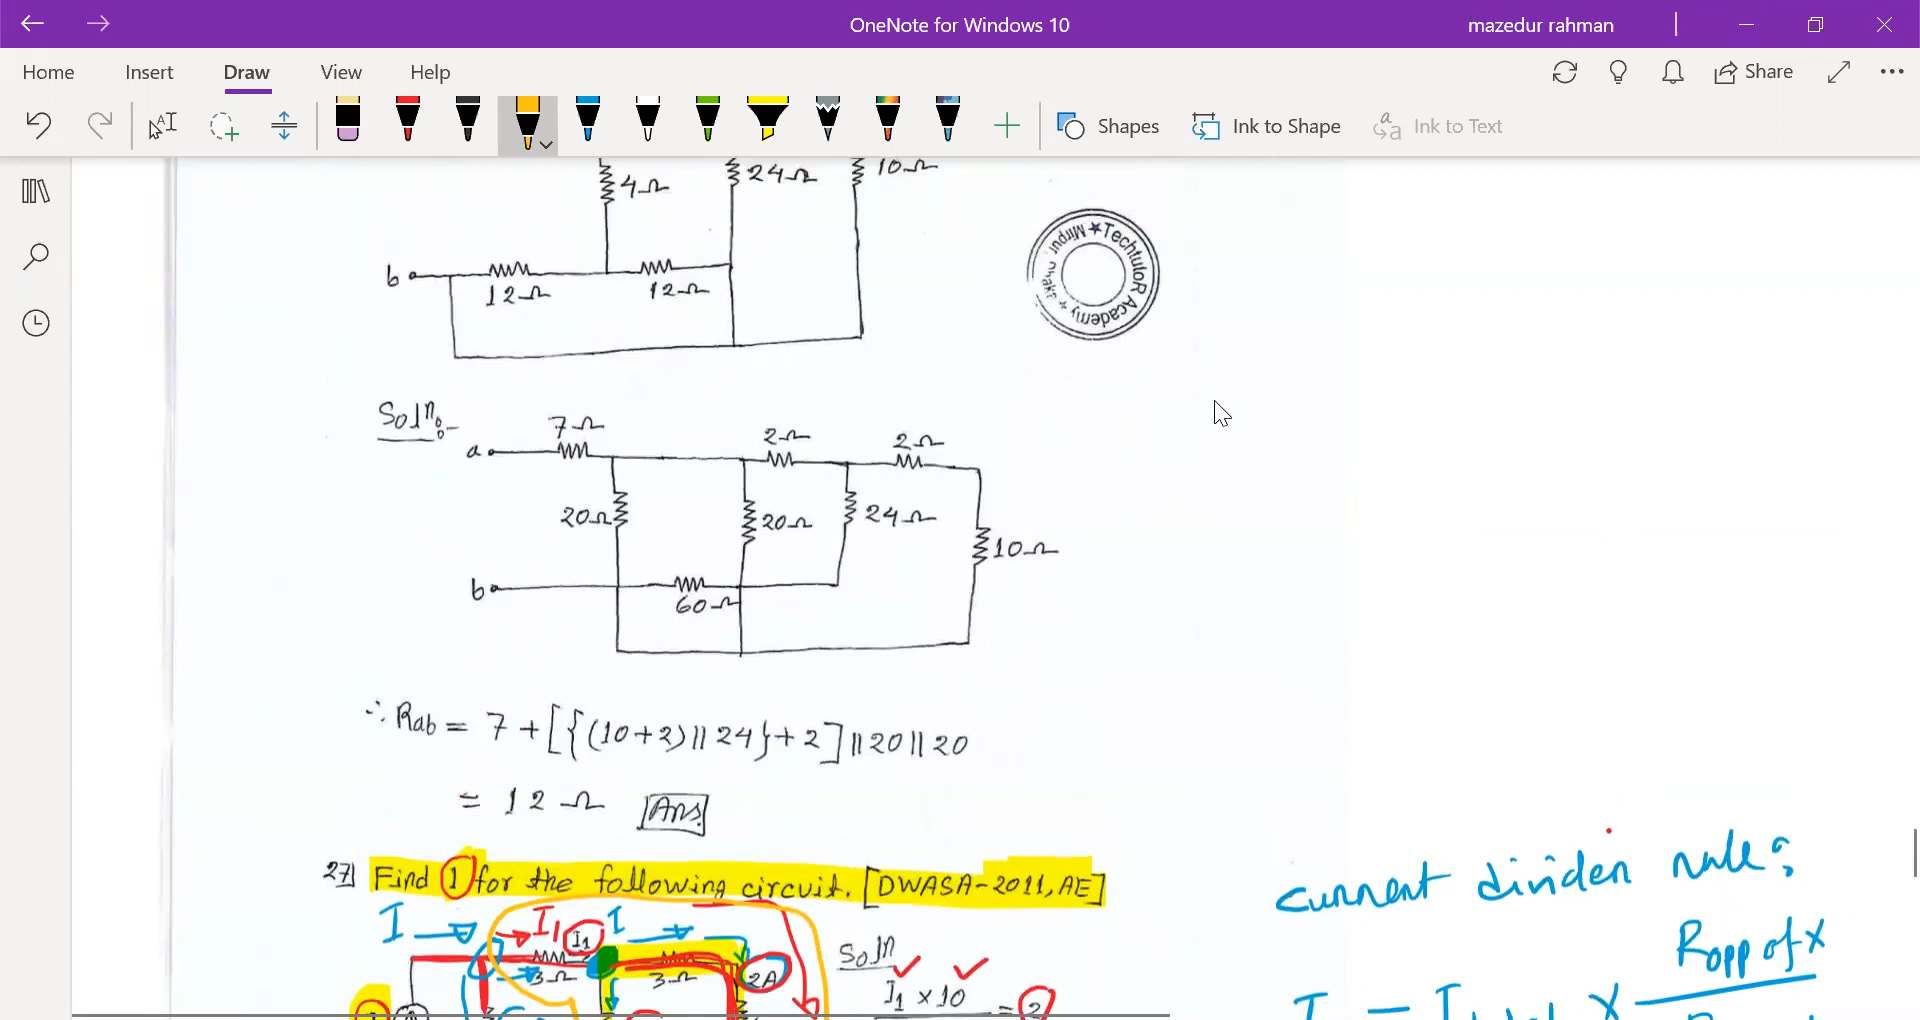 OneNote for Windows 10
mazedur rahman
Home Insert Draw View Help
Share
Shapes Ink to Shape Ink to Text
4Ω 24Ω 10Ω
b 12Ω 12Ω
★ TechtutoR Academy ★ Mirpur
Soln:-
a 7Ω 2Ω 2Ω
20Ω 20Ω 24Ω 10Ω
b 60Ω
∴ Rab = 7 + [{(10+2)||24}+2]||20||20
= 12 Ω Ans.
27] Find I for the following circuit. [DWASA-2011, AE]
I I₁ I₁ I
3Ω 3Ω 2A
Soln
I₁ × 10 = 2
current divider rule:
Ropp of x